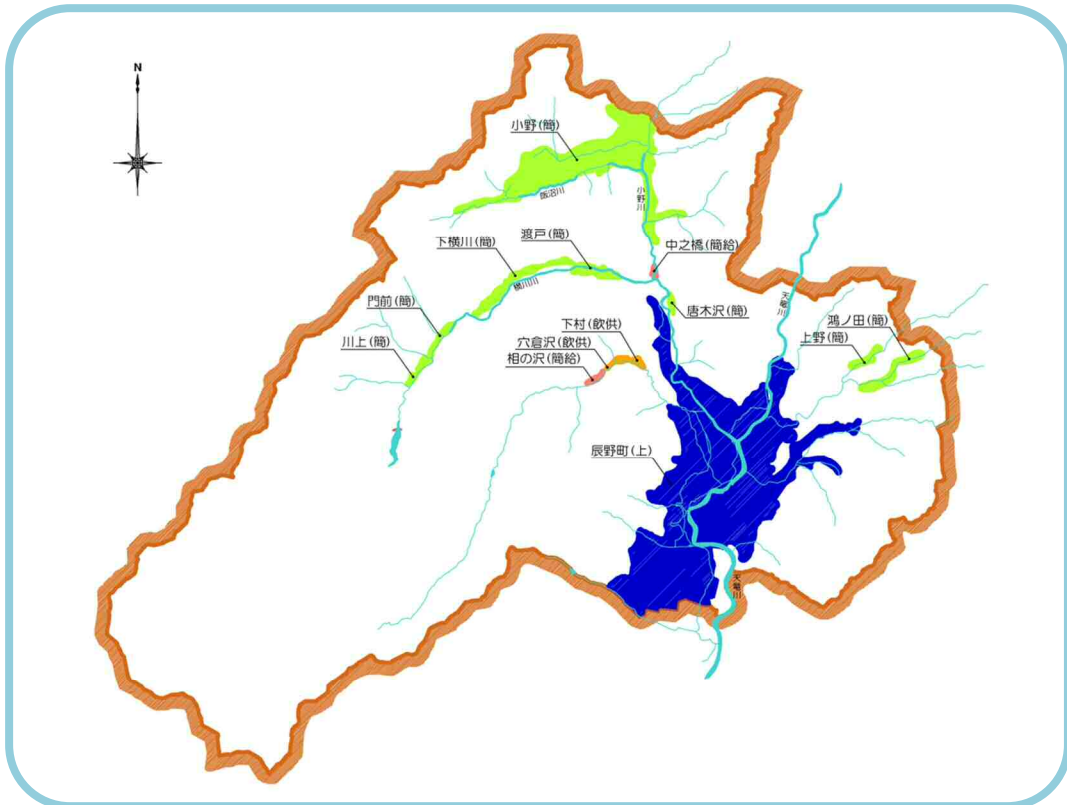 N
小野(簡)
飯沼川
小野川
渡戸(簡)
下横川(簡)
中之橋(簡給)
横川川
門前(簡)
天竜川
唐木沢(簡)
鴻ノ田(簡)
上野(簡)
下村(飲供)
穴倉沢(飲供)
相の沢(簡給)
川上(簡)
辰野町(上)
天竜川